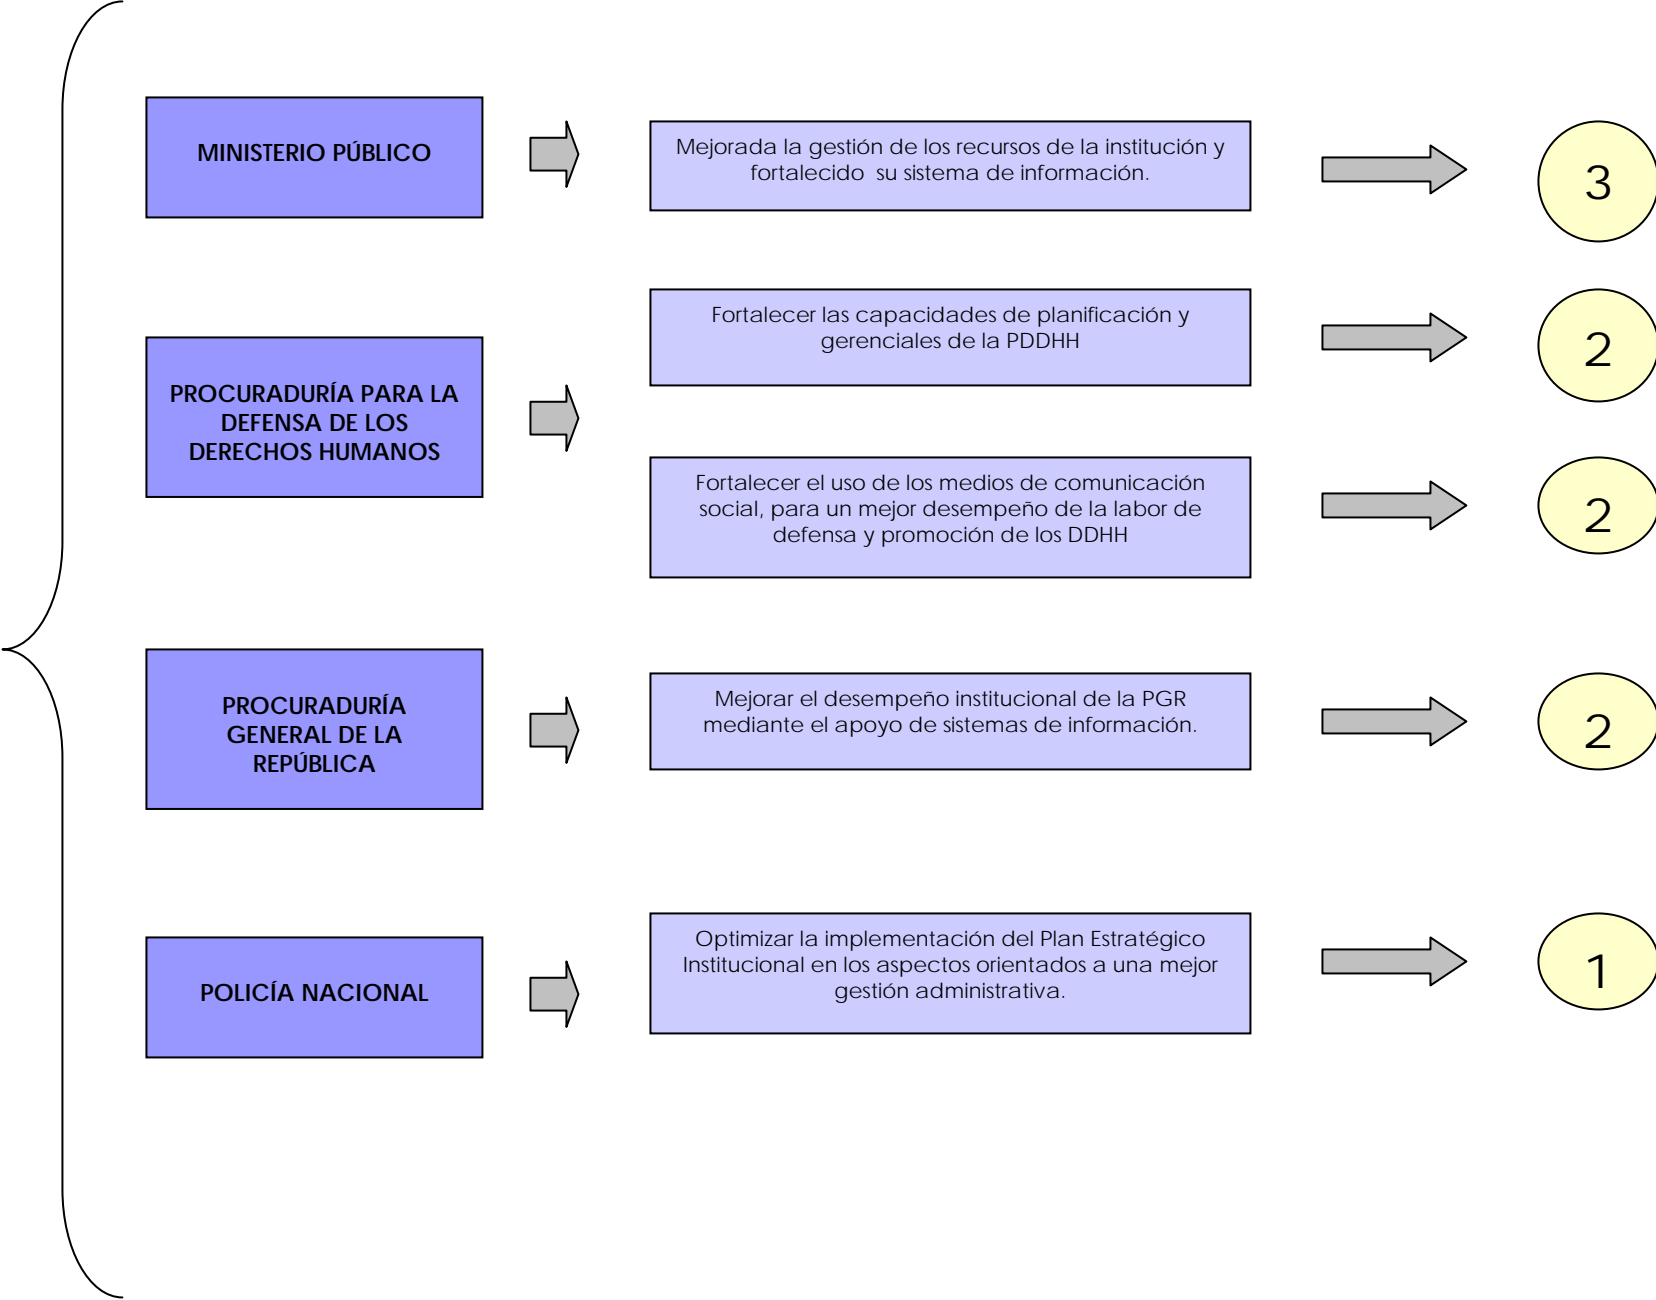 MINISTERIO PÚBLICO
Mejorada la gestión de los recursos de la institución y
fortalecido su sistema de información.
3
PROCURADURÍA PARA LA
DEFENSA DE LOS
DERECHOS HUMANOS
Fortalecer las capacidades de planificación y
gerenciales de la PDDHH
2
Fortalecer el uso de los medios de comunicación
social, para un mejor desempeño de la labor de
defensa y promoción de los DDHH
2
PROCURADURÍA
GENERAL DE LA
REPÚBLICA
Mejorar el desempeño institucional de la PGR
mediante el apoyo de sistemas de información.
2
POLICÍA NACIONAL
Optimizar la implementación del Plan Estratégico
Institucional en los aspectos orientados a una mejor
gestión administrativa.
1